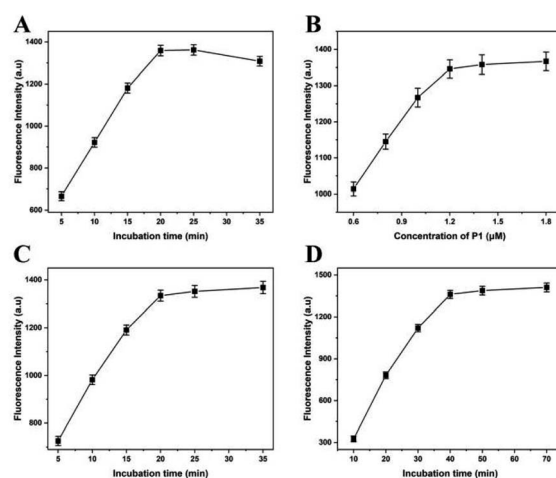 A
Fluorescence Intensity (a.u)
1400
1200
1000
800
600
5 10 15 20 25 30 35
Incubation time (min)
B
Fluorescence Intensity (a.u)
1400
1300
1200
1100
1000
0.6 0.9 1.2 1.5 1.8
Concentration of P1 (μM)
C
Fluorescence Intensity (a.u)
1400
1200
1000
800
5 10 15 20 25 30 35
Incubation time (min)
D
Fluorescence Intensity (a.u)
1500
1200
900
600
300
10 20 30 40 50 60 70
Incubation time (min)